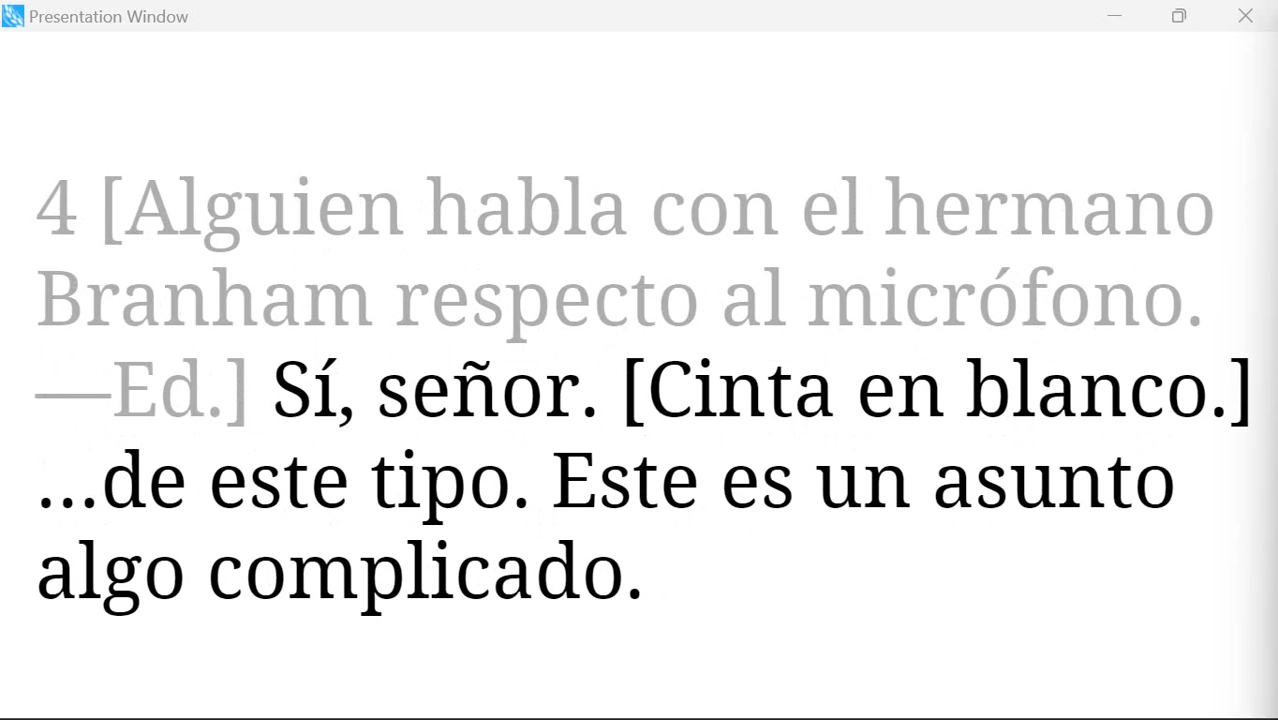 Presentation Window
4 [Alguien habla con el hermano
Branham respecto al micrófono.
—Ed.] Sí, señor. [Cinta en blanco.]
…de este tipo. Este es un asunto
algo complicado.